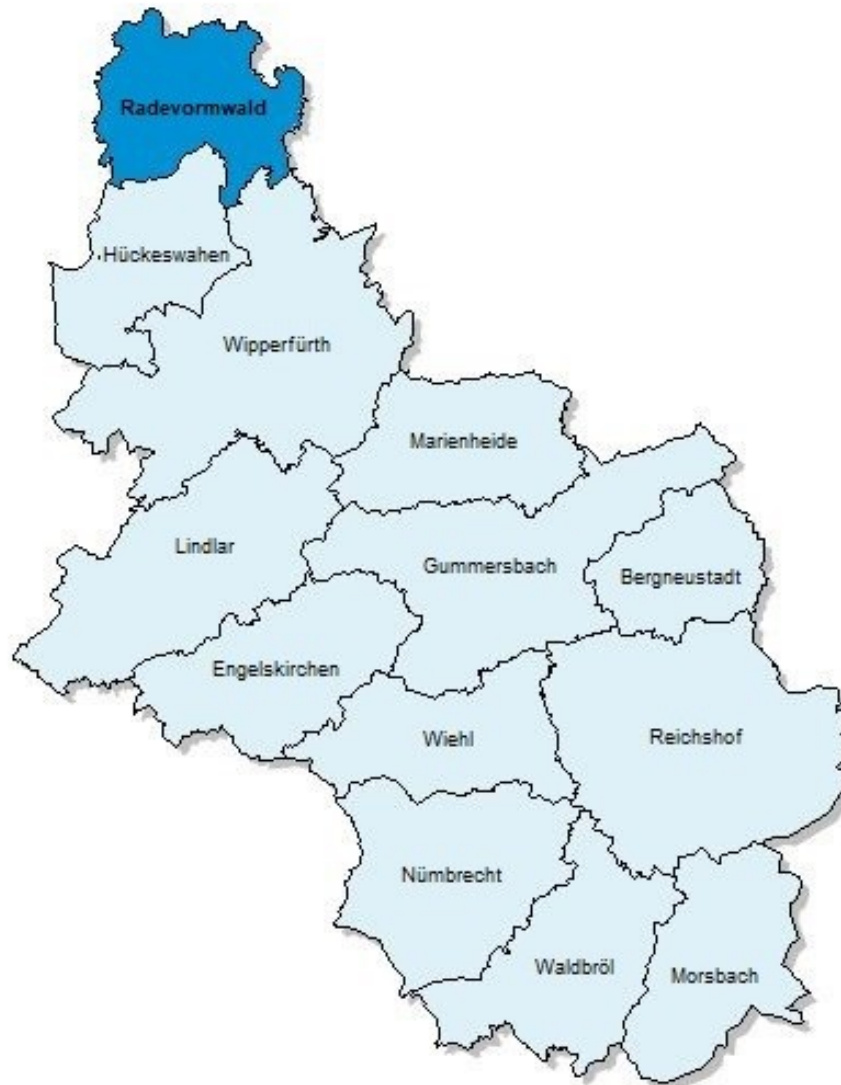 Radevormwald
Hückeswahen
Wipperfürth
Marienheide
Lindlar
Gummersbach
Bergneustadt
Engelskirchen
Wiehl
Reichshof
Nümbrecht
Waldbröl
Morsbach